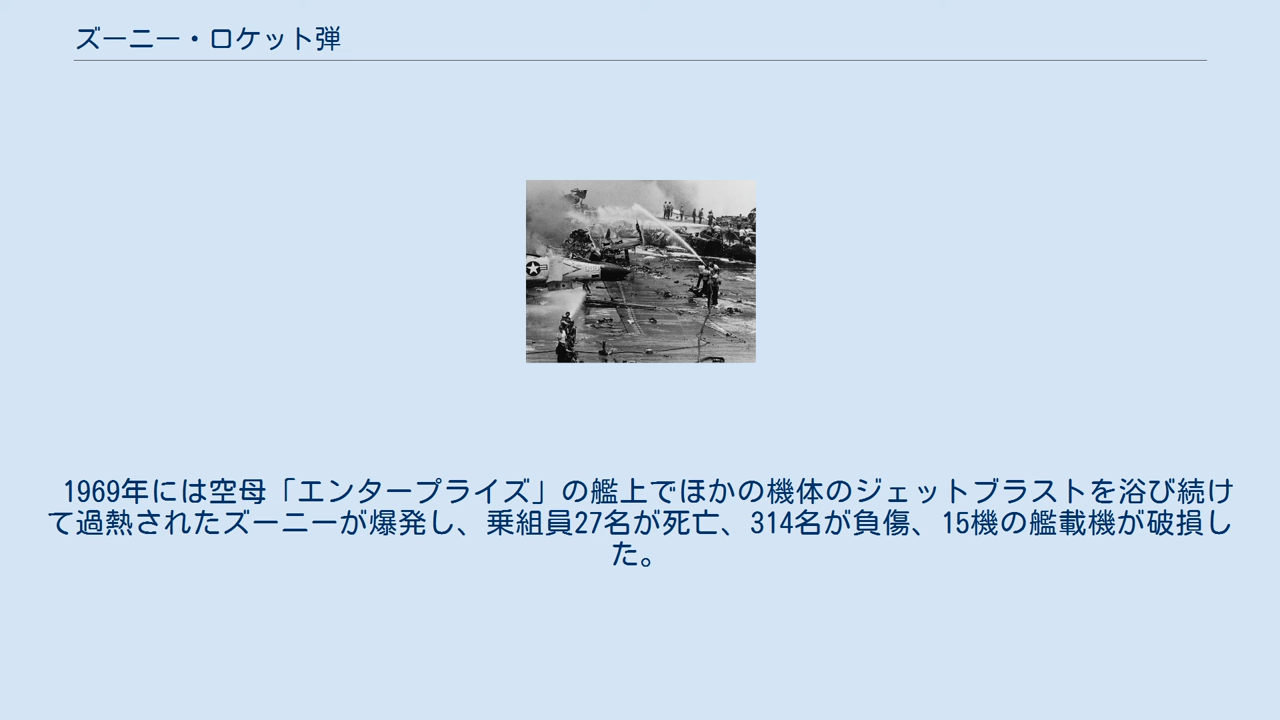 ズーニー・ロケット弾
1969年には空母「エンタープライズ」の艦上でほかの機体のジェットブラストを浴び続け
て過熱されたズーニーが爆発し、乗組員27名が死亡、314名が負傷、15機の艦載機が破損し
た。